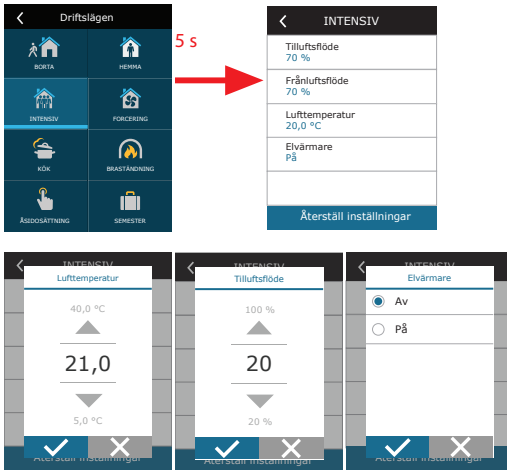 Driftslägen
BORTA
HEMMA
INTENSIV
FORCERING
KÖK
BRASTÄNDNING
ÅSIDOSÄTTNING
SEMESTER
5 s
INTENSIV
Tilluftsflöde
70 %
Frånluftsflöde
70 %
Lufttemperatur
20,0 °C
Elvärmare
På
Återställ inställningar
INTENSIV
Lufttemperatur
40,0 °C
21,0
5,0 °C
Återställ inställningar
INTENSIV
Tilluftsflöde
100 %
20
20 %
Återställ inställningar
INTENSIV
Elvärmare
Av
På
Återställ inställningar